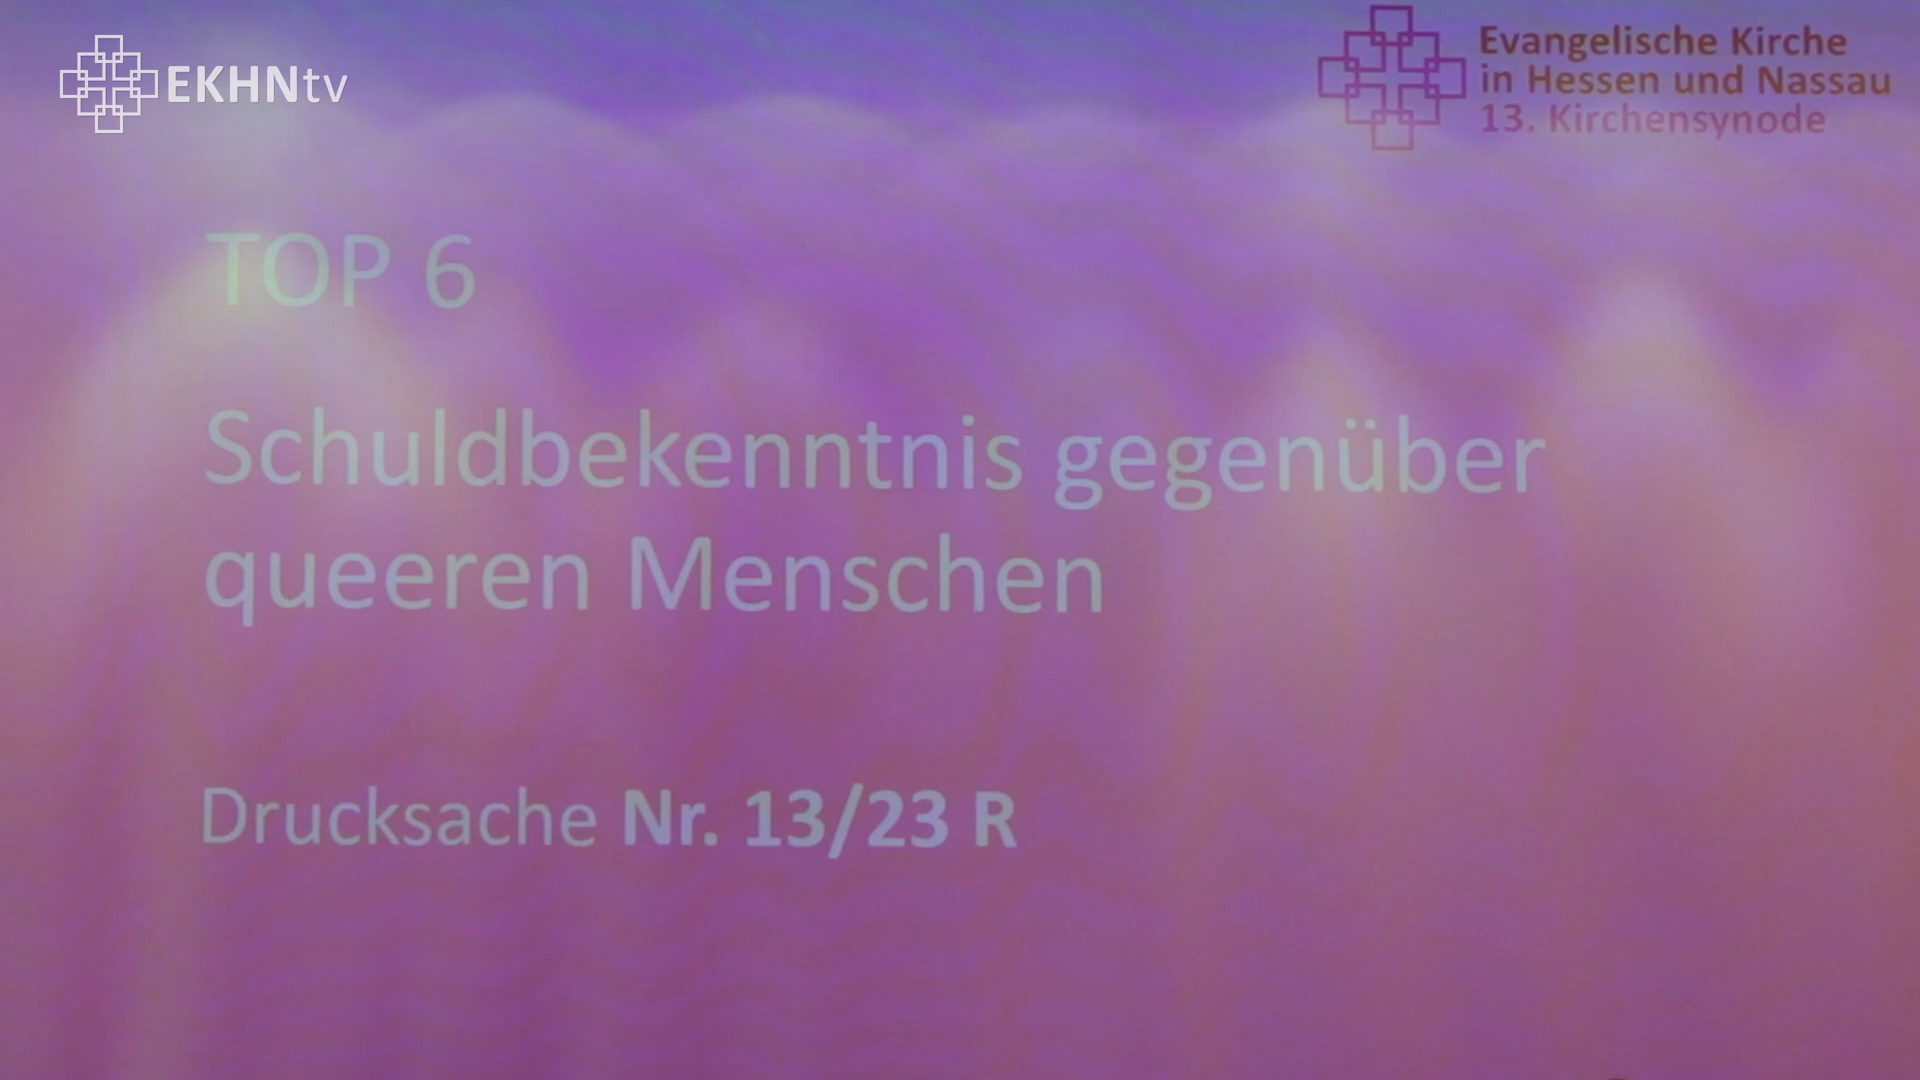 EKHNtv
Evangelische Kirche
in Hessen und Nassau
13. Kirchensynode
TOP 6
Schuldbekenntnis gegenüber
queeren Menschen
Drucksache Nr. 13/23 R